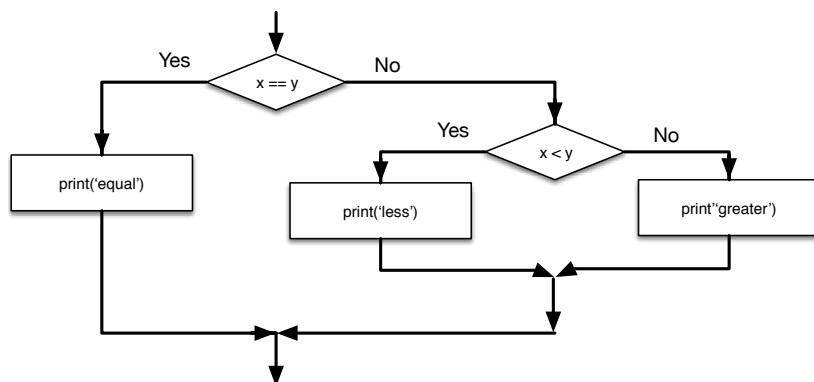 Yes
x == y
No
Yes
x < y
No
print(‘equal’)
print(‘less’)
print’‘greater’)